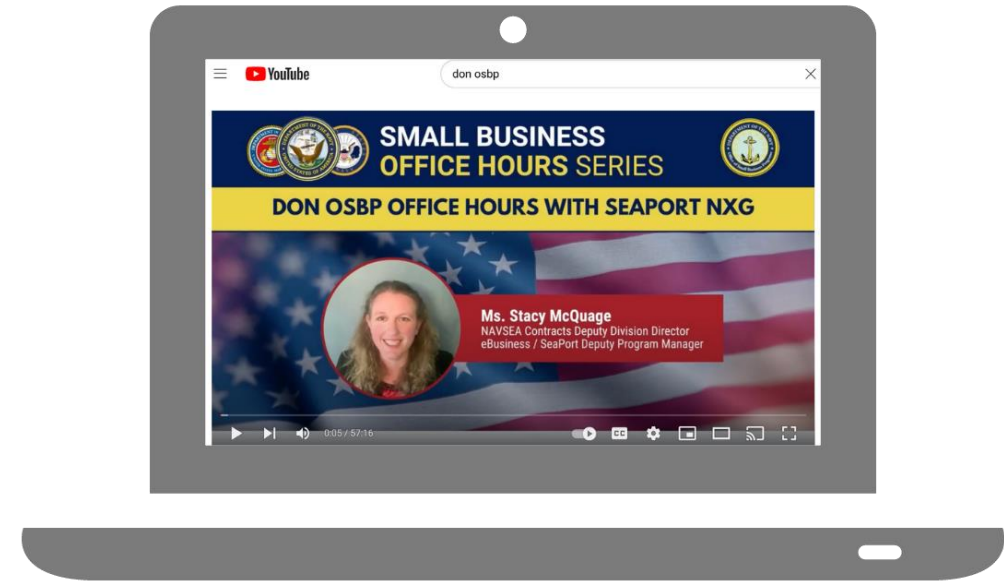 YouTube
don osbp
SMALL BUSINESS
OFFICE HOURS SERIES
DON OSBP OFFICE HOURS WITH SEAPORT NXG
Ms. Stacy McQuage
NAVSEA Contracts Deputy Division Director
eBusiness / SeaPort Deputy Program Manager
0:05 / 57:16
CC